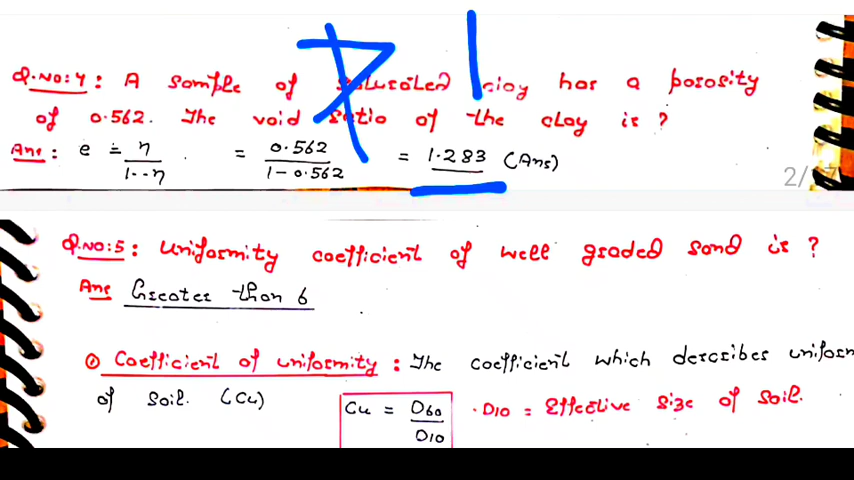 Q.NO:4: A sample of saturated clay has a porosity
of 0.562. The void ratio of the clay is ?
Ans: e = η/1-η = 0.562/1-0.562 = 1.283 (Ans)
2/17
Q.NO:5: Uniformity coefficient of well graded sand is ?
Ans Greater than 6
① Coefficient of uniformity : The coefficient which describes uniform
of soil. (Cu)
Cu = D60/D10 . D10 = Effective size of soil.